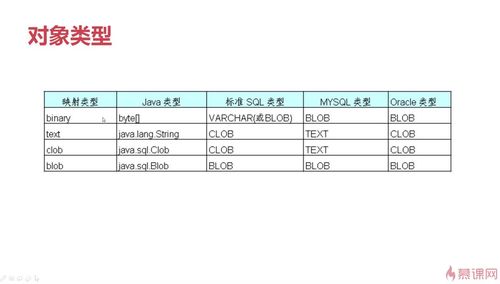 对象类型
映射类型 Java 类型 标准 SQL 类型 MYSQL 类型 Oracle 类型
binary byte[] VARCHAR(或BLOB) BLOB BLOB
text java.lang.String CLOB TEXT CLOB
clob java.sql.Clob CLOB TEXT CLOB
blob java.sql.Blob BLOB BLOB BLOB
慕课网